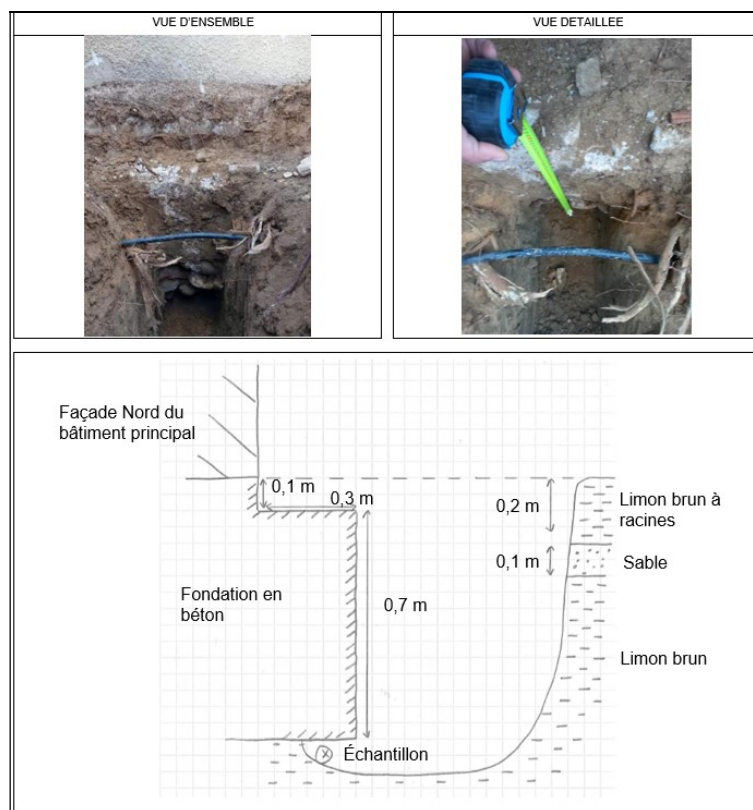 VUE D'ENSEMBLE
VUE DETAILLEE
Façade Nord du
bâtiment principal
0,1 m
0,3 m
0,2 m
Limon brun à
racines
0,1 m
Sable
Fondation en
béton
0,7 m
Limon brun
Échantillon